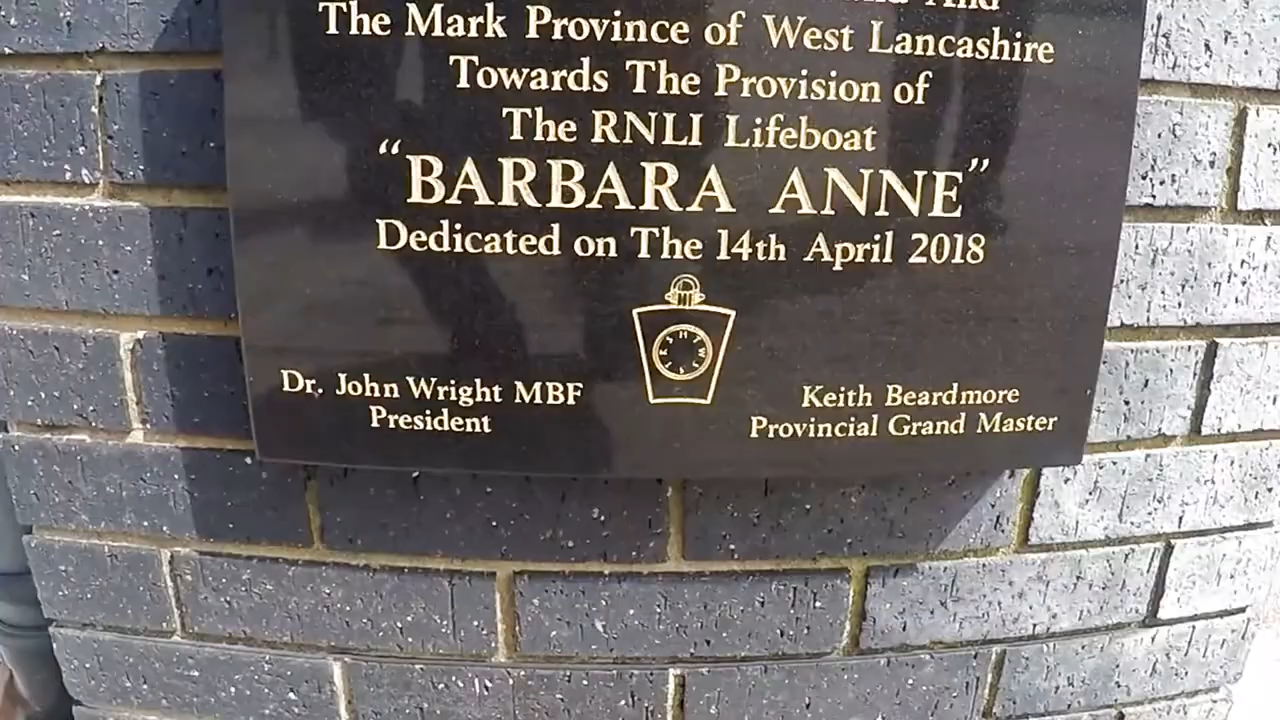 And
The Mark Province of West Lancashire
Towards The Provision of
The RNLI Lifeboat
"BARBARA ANNE"
Dedicated on The 14th April 2018
Dr. John Wright MBF
President
Keith Beardmore
Provincial Grand Master